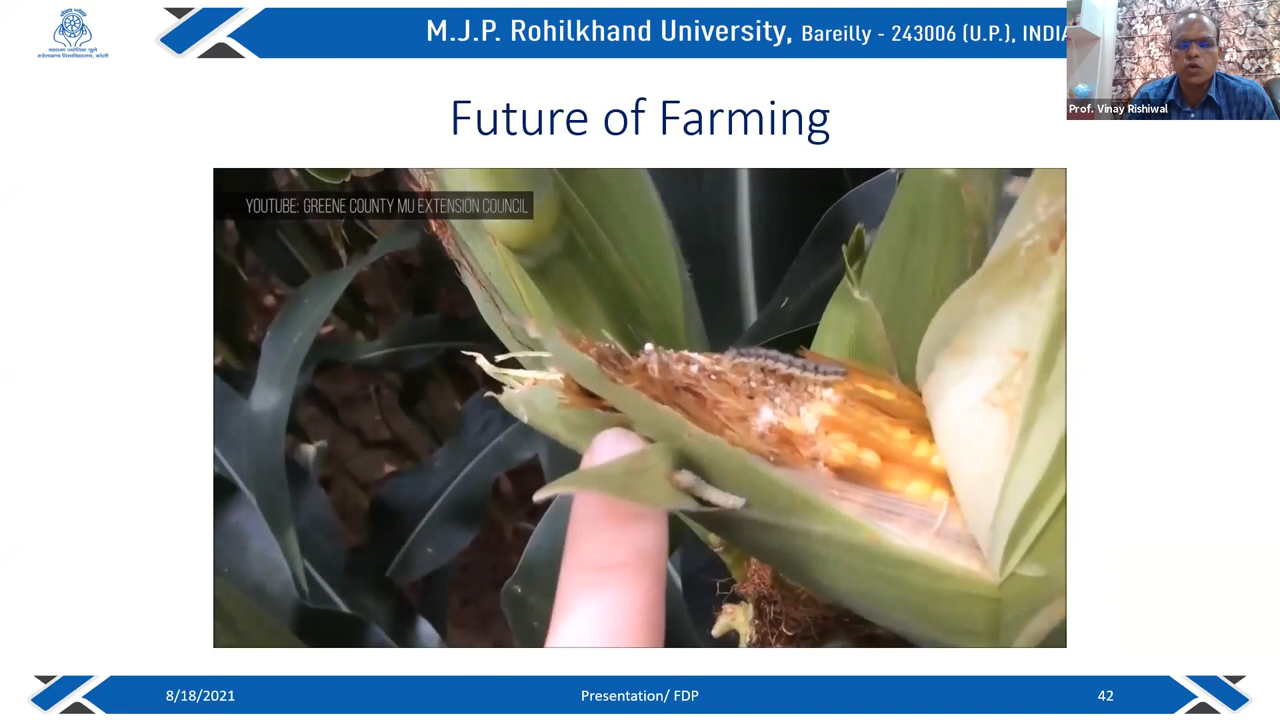 M.J.P. Rohilkhand University, Bareilly - 243006 (U.P.), INDIA
Prof. Vinay Rishiwal
Future of Farming
YOUTUBE: GREENE COUNTY MU EXTENSION COUNCIL
8/18/2021
Presentation/ FDP
42